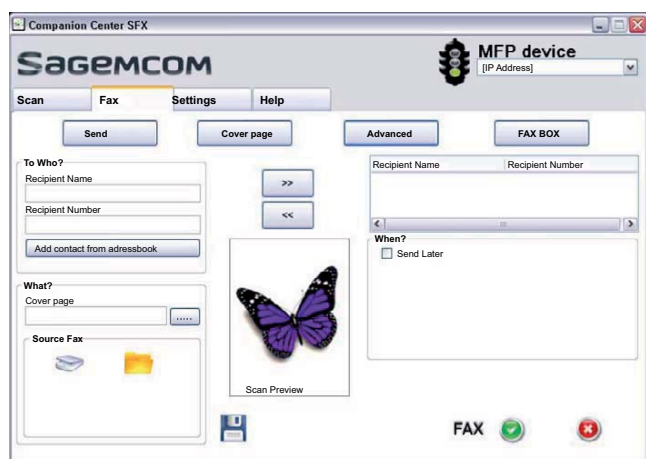 Companion Center SFX
Sagemcom
MFP device
[IP Address]
Scan Fax Settings Help
Send Cover page Advanced FAX BOX
To Who?
Recipient Name
Recipient Number
Add contact from adressbook
>>
<<
Recipient Name Recipient Number
When?
Send Later
What?
Cover page
.....
Source Fax
Scan Preview
FAX